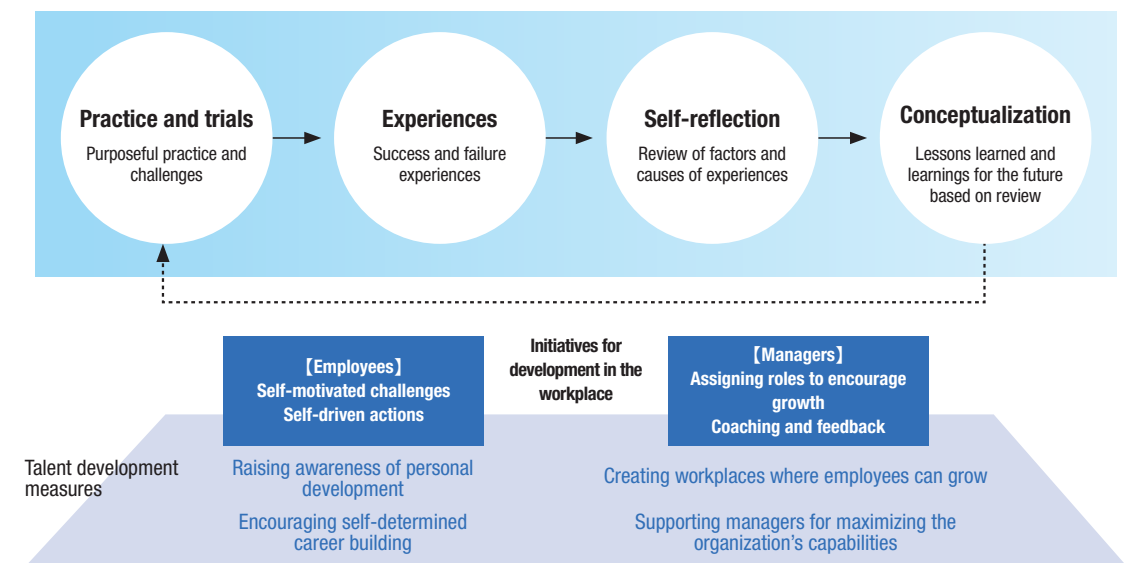 Practice and trials
Purposeful practice and
challenges
Experiences
Success and failure
experiences
Self-reflection
Review of factors and
causes of experiences
Conceptualization
Lessons learned and
learnings for the future
based on review
【Employees】
Self-motivated challenges
Self-driven actions
Initiatives for
development in the
workplace
【Managers】
Assigning roles to encourage
growth
Coaching and feedback
Talent development
measures
Raising awareness of personal
development
Encouraging self-determined
career building
Creating workplaces where employees can grow
Supporting managers for maximizing the
organization’s capabilities